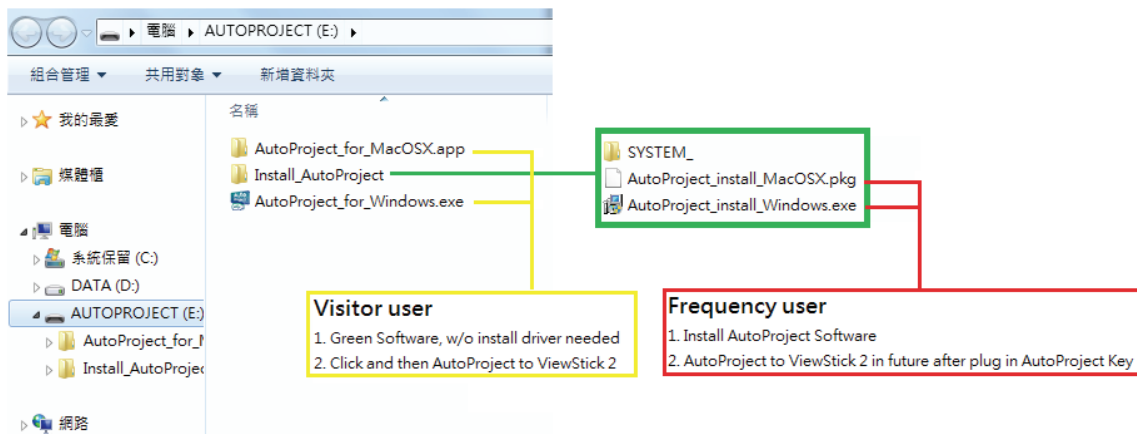 電腦 AUTOPROJECT (E:)
組合管理 共用對象 新增資料夾
我的最愛
媒體櫃
電腦
系統保留 (C:)
DATA (D:)
AUTOPROJECT (E:)
AutoProject_for_M
Install_AutoProjec
網路
名稱
AutoProject_for_MacOSX.app
Install_AutoProject
AutoProject_for_Windows.exe
SYSTEM_
AutoProject_install_MacOSX.pkg
AutoProject_install_Windows.exe
Visitor user
1. Green Software, w/o install driver needed
2. Click and then AutoProject to ViewStick 2
Frequency user
1. Install AutoProject Software
2. AutoProject to ViewStick 2 in future after plug in AutoProject Key